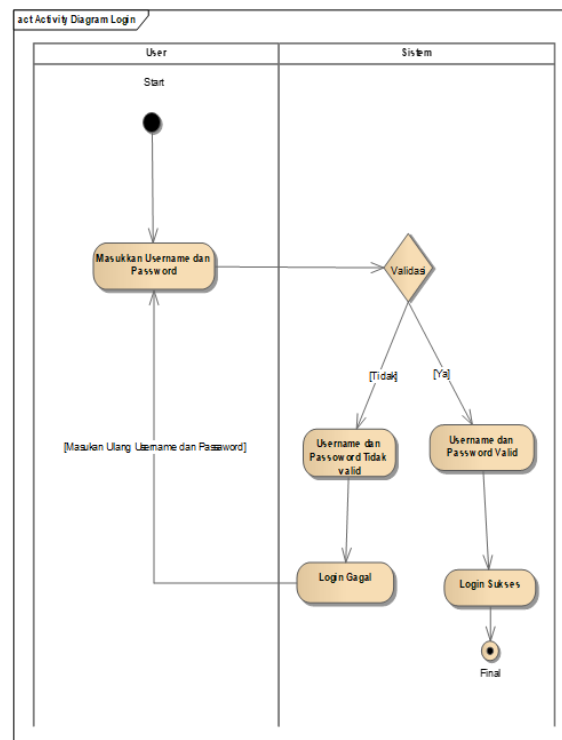 act Activity Diagram Login
User
Sistem
Start
Masukkan Username dan
Password
Validasi
[Tidak]
[Ya]
[Masukan Ulang Username dan Passaword]
Username dan
Passoword Tidak
valid
Username dan
Password Valid
Login Gagal
Login Sukses
Final